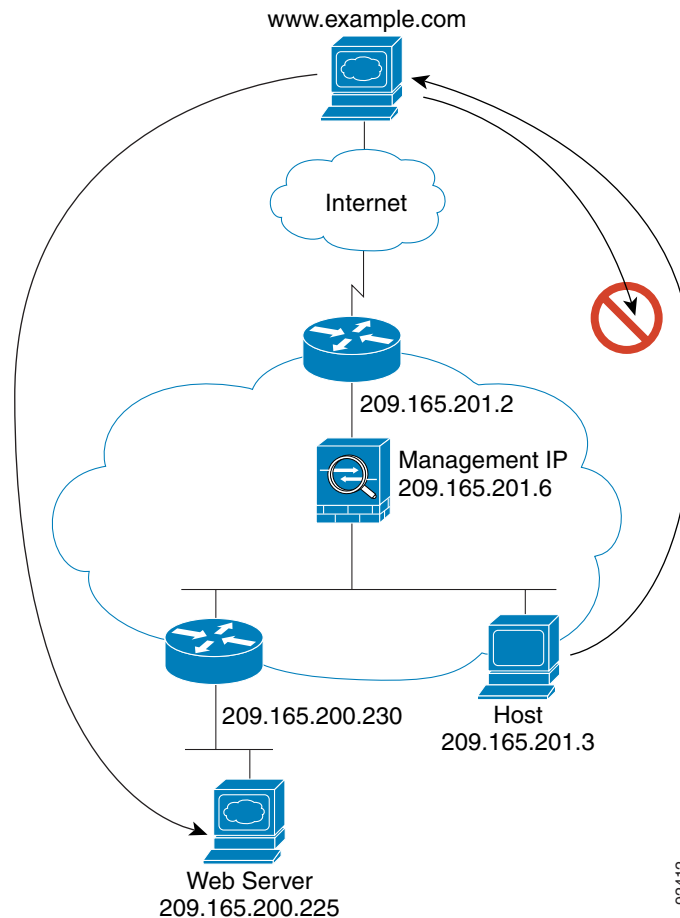 www.example.com
Internet
209.165.201.2
Management IP
209.165.201.6
209.165.200.230
Host
209.165.201.3
Web Server
209.165.200.225